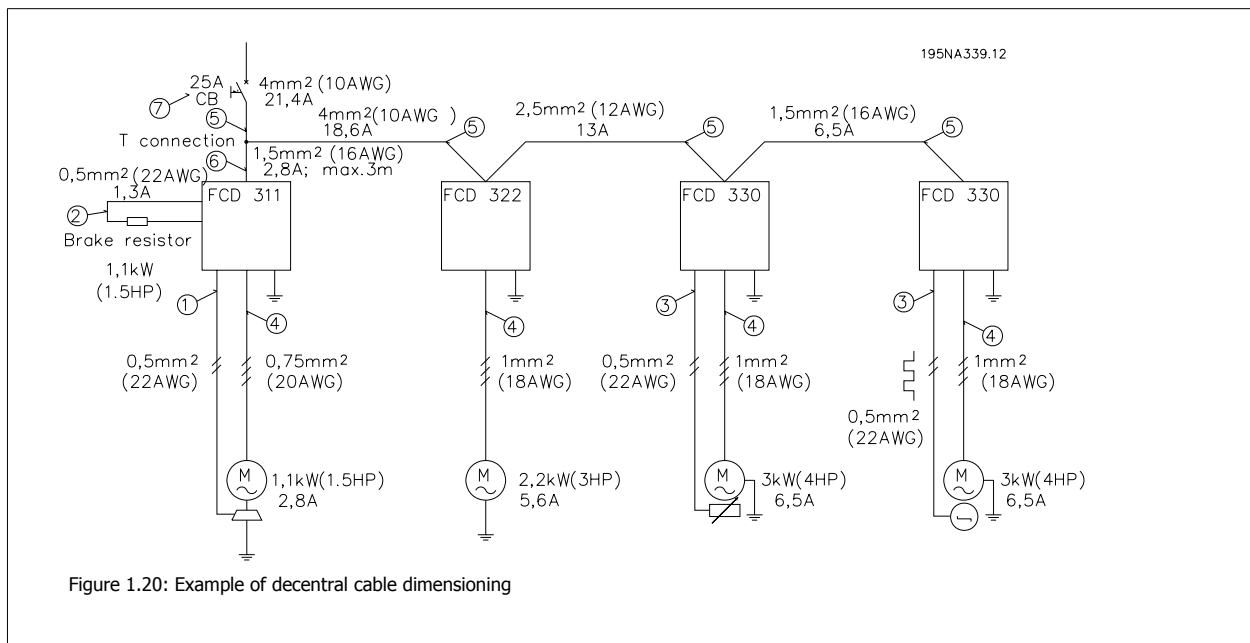 195NA339.12
25A
CB
4mm² (10AWG)
21,4A
7
5
T connection
4mm²(10AWG )
18,6A
5
2,5mm² (12AWG)
13A
5
1,5mm² (16AWG)
6,5A
5
6
1,5mm² (16AWG)
2,8A; max.3m
0,5mm² (22AWG)
1,3A
2
Brake resistor
FCD 311
FCD 322
FCD 330
FCD 330
1,1kW
(1.5HP)
1
4
4
3
4
3
4
0,5mm²
(22AWG)
0,75mm²
(20AWG)
1mm²
(18AWG)
0,5mm²
(22AWG)
1mm²
(18AWG)
0,5mm²
(22AWG)
1mm²
(18AWG)
M
1,1kW(1.5HP)
2,8A
M
2,2kW(3HP)
5,6A
M
3kW(4HP)
6,5A
M
3kW(4HP)
6,5A
Figure 1.20: Example of decentral cable dimensioning